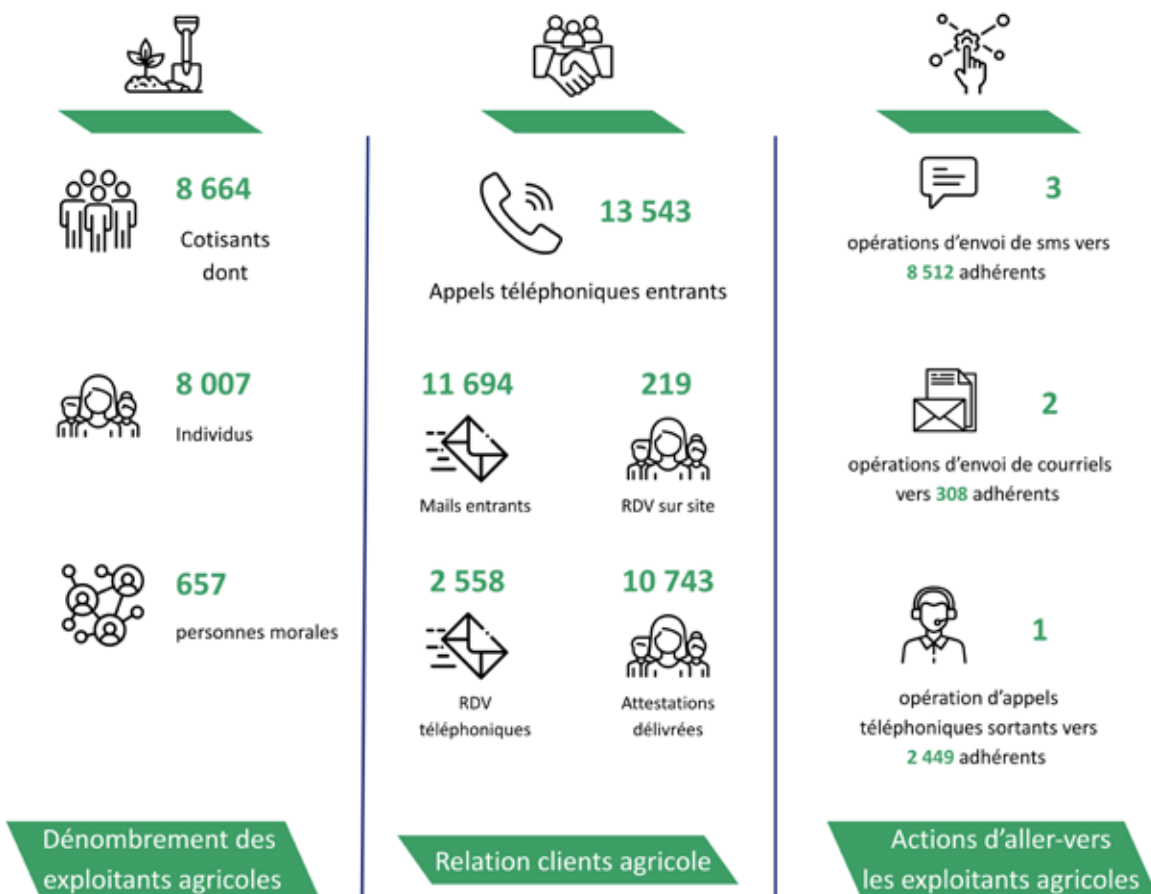 8 664
Cotisants
dont
8 007
Individus
657
personnes morales
Dénombrement des
exploitants agricoles
13 543
Appels téléphoniques entrants
11 694
Mails entrants
219
RDV sur site
2 558
RDV
téléphoniques
10 743
Attestations
délivrées
Relation clients agricole
3
opérations d'envoi de sms vers
8 512 adhérents
2
opérations d'envoi de courriels
vers 308 adhérents
1
opération d'appels
téléphoniques sortants vers
2 449 adhérents
Actions d'aller-vers
les exploitants agricoles